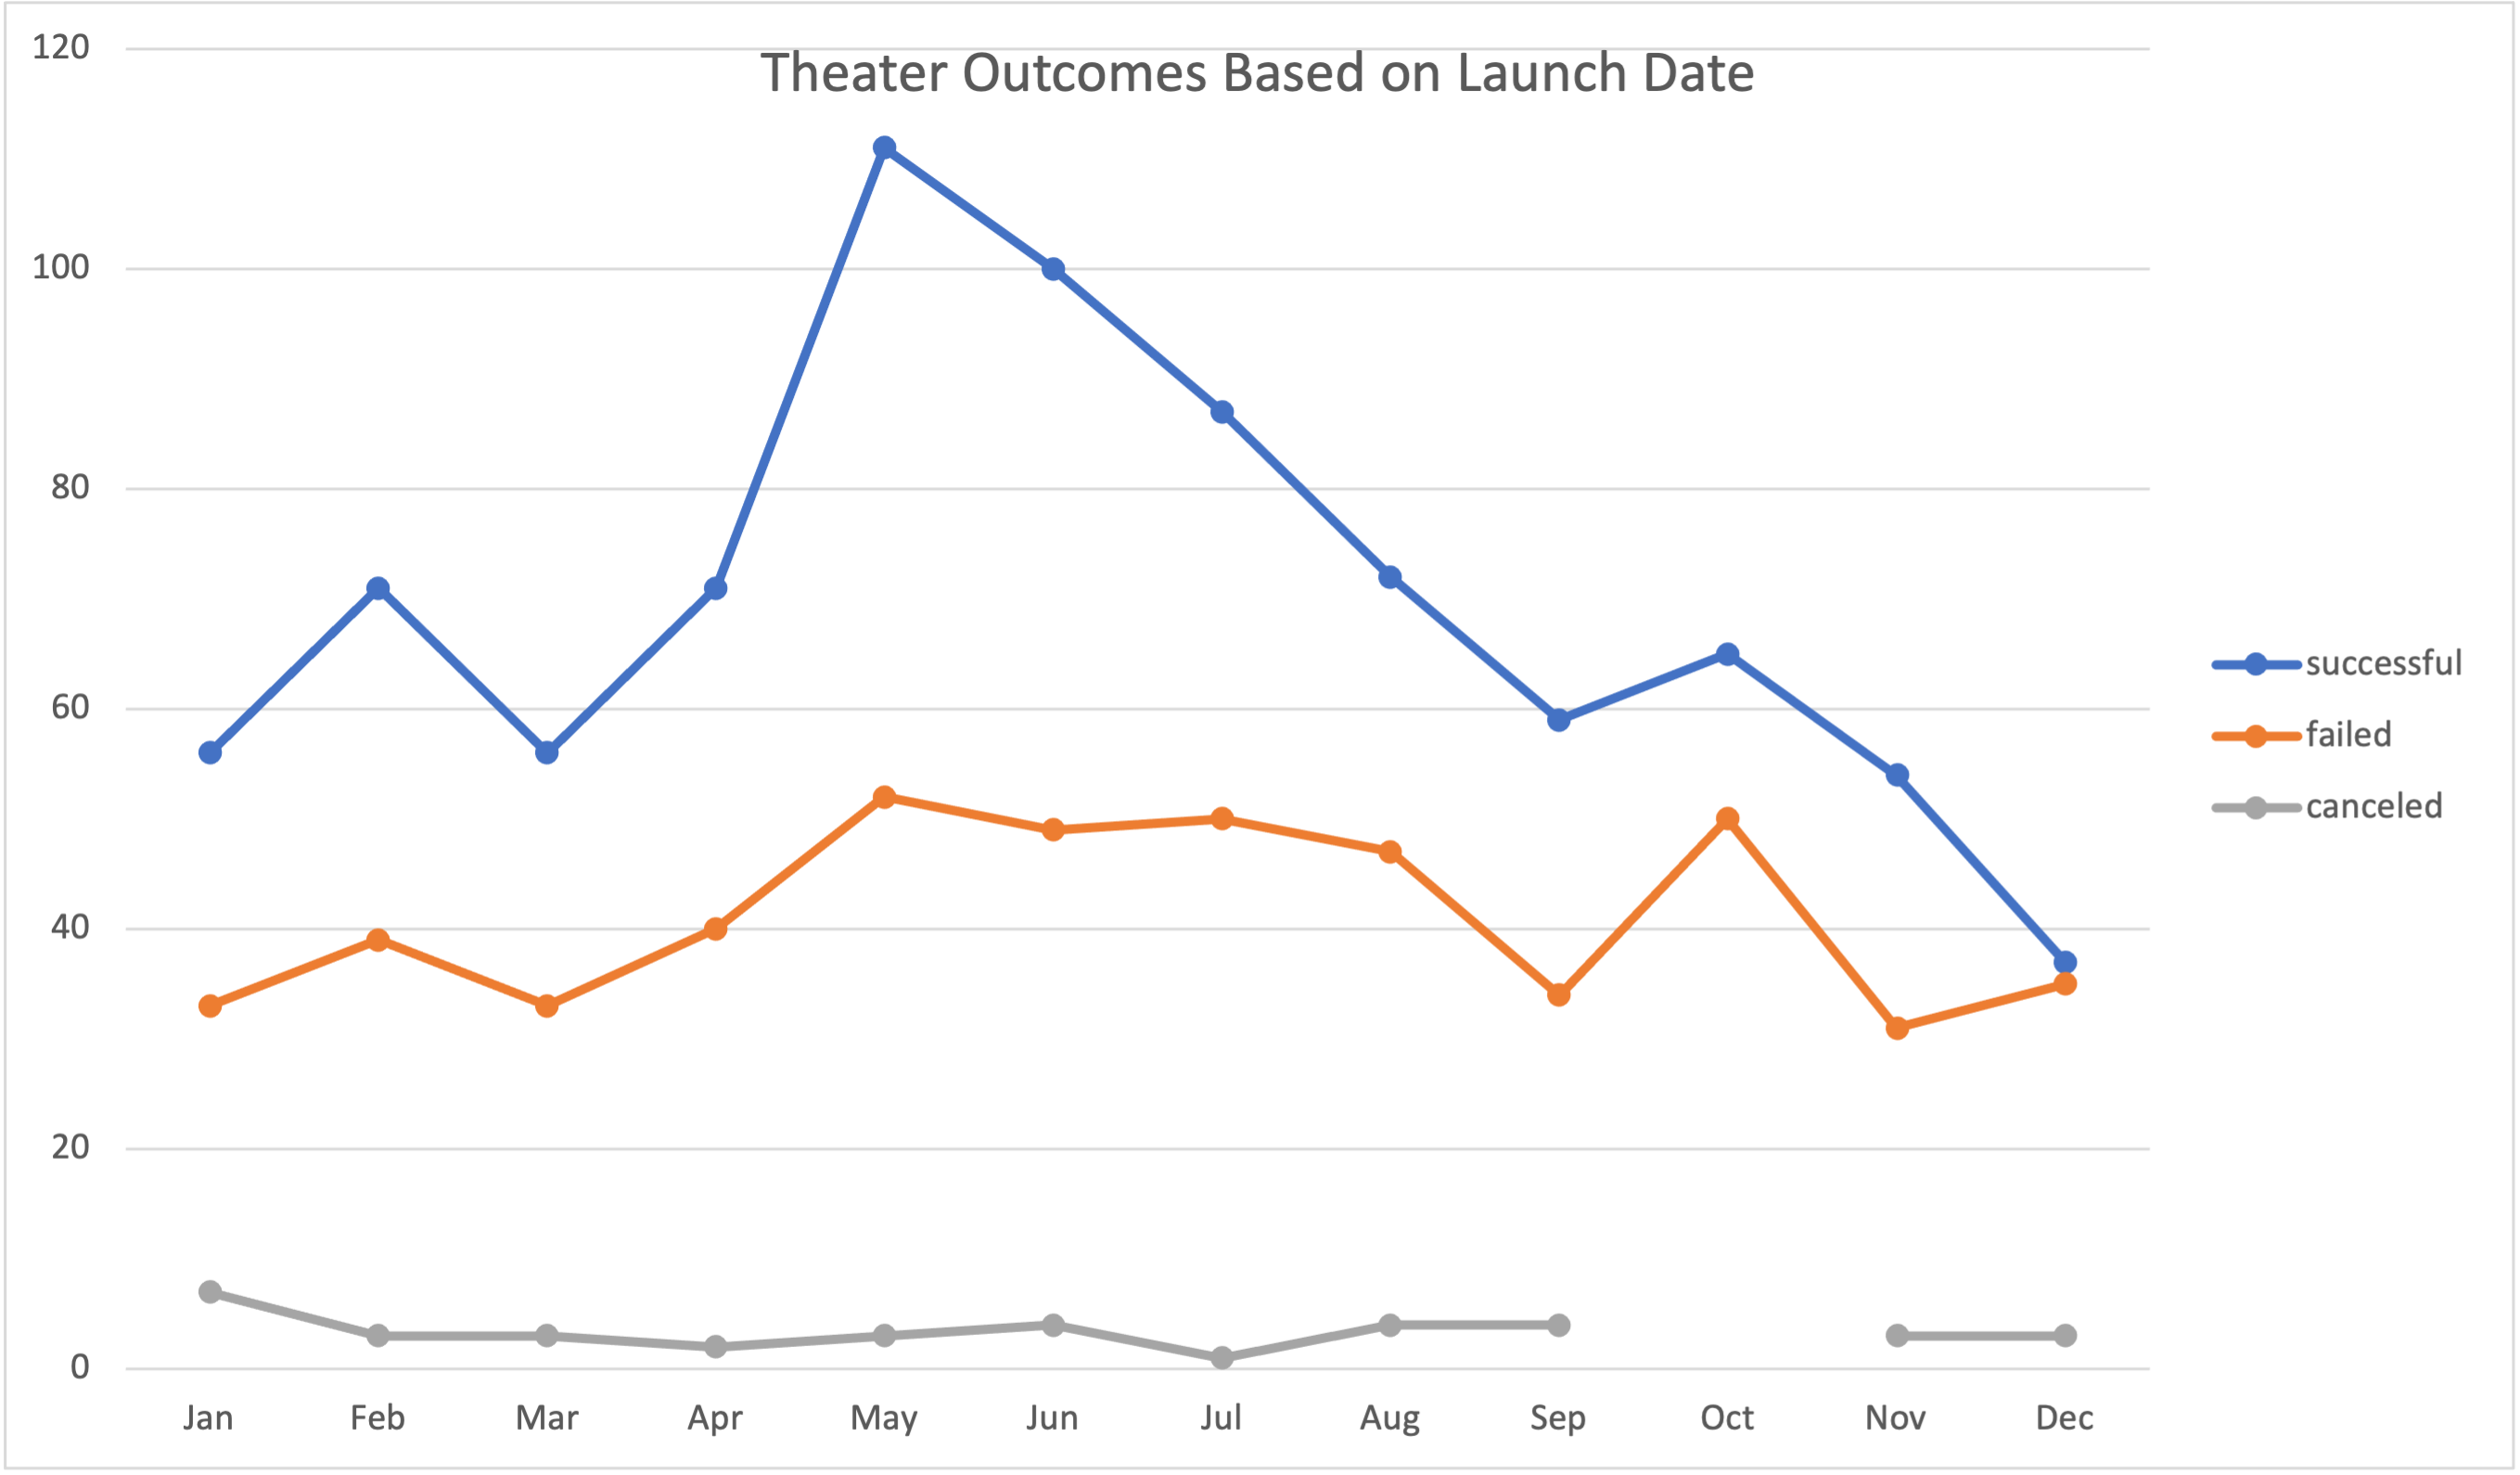 Theater Outcomes Based on Launch Date
120
100
80
60
40
20
0
Jan Feb Mar Apr May Jun Jul Aug Sep Oct Nov Dec
successful
failed
canceled